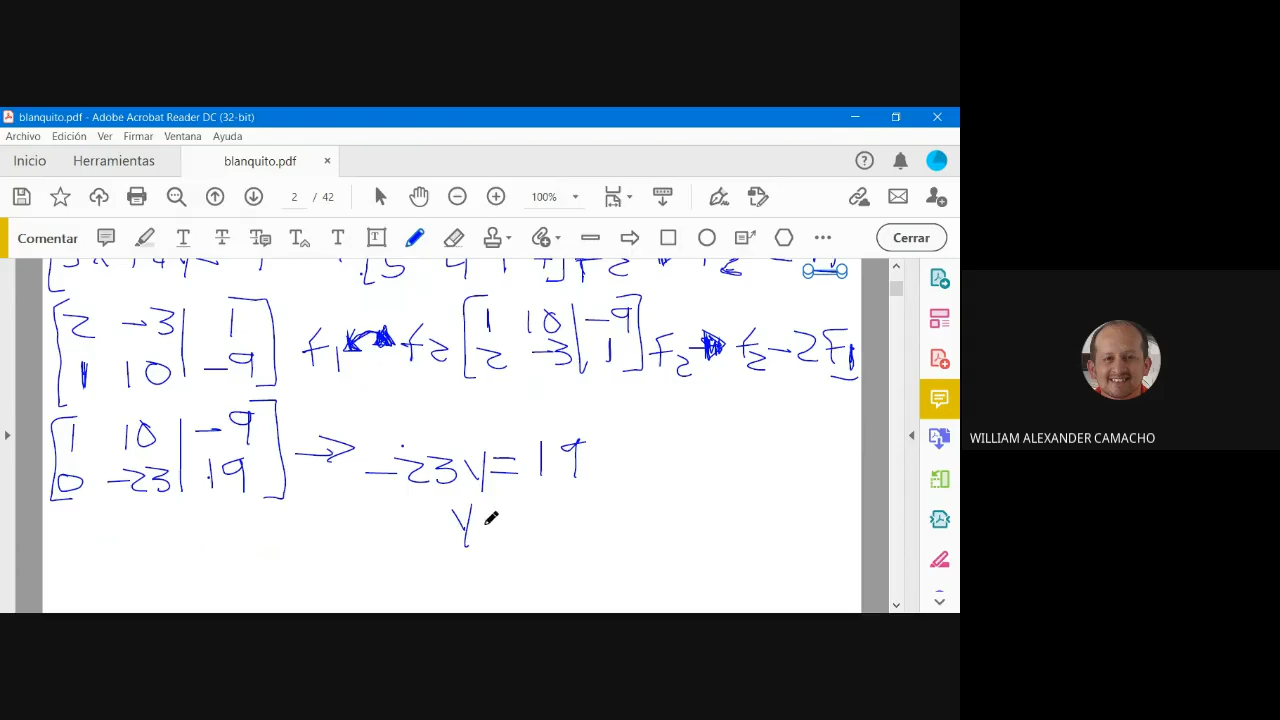 blanquito.pdf - Adobe Acrobat Reader DC (32-bit)
Archivo Edición Ver Firmar Ventana Ayuda
Inicio Herramientas blanquito.pdf ×
2 / 42 100%
Comentar Cerrar
2 -3 | 1 f1 ↔ f2 1 10 | -9 F2 → f2 - 2F1
1 10 | -9 2 -3 | 1
1 10 | -9
0 -23 | 19 → -23y = 19
y
WILLIAM ALEXANDER CAMACHO